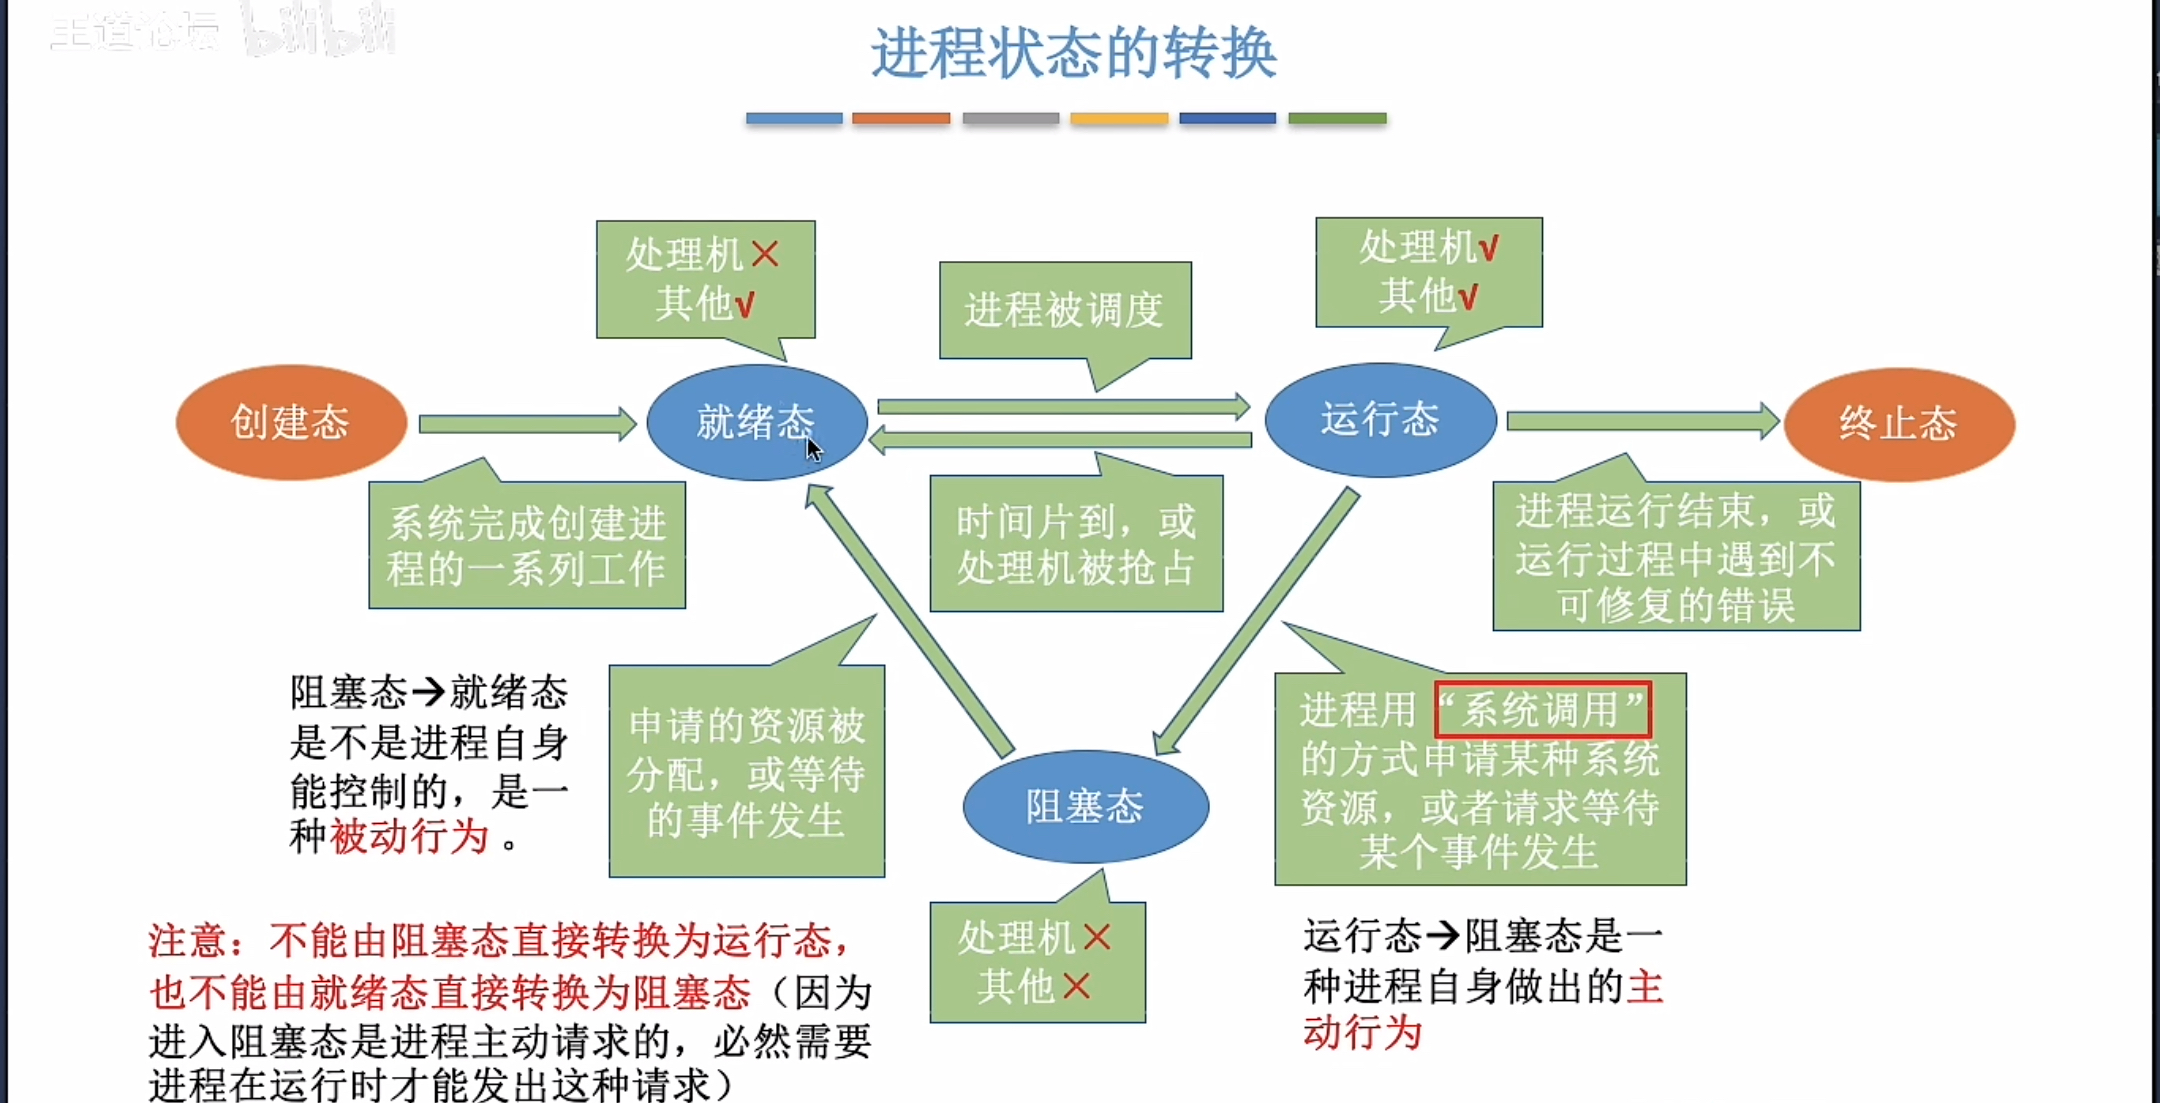 王道论坛 bilibili
进程状态的转换
处理机×
其他√
进程被调度
处理机√
其他√
创建态
就绪态
运行态
终止态
系统完成创建进
程的一系列工作
时间片到，或
处理机被抢占
进程运行结束，或
运行过程中遇到不
可修复的错误
阻塞态→就绪态
是不是进程自身
能控制的，是一
种被动行为。
申请的资源被
分配，或等待
的事件发生
阻塞态
进程用“系统调用”
的方式申请某种系统
资源，或者请求等待
某个事件发生
处理机×
其他×
注意：不能由阻塞态直接转换为运行态，
也不能由就绪态直接转换为阻塞态（因为
进入阻塞态是进程主动请求的，必然需要
进程在运行时才能发出这种请求）
运行态→阻塞态是一
种进程自身做出的主
动行为